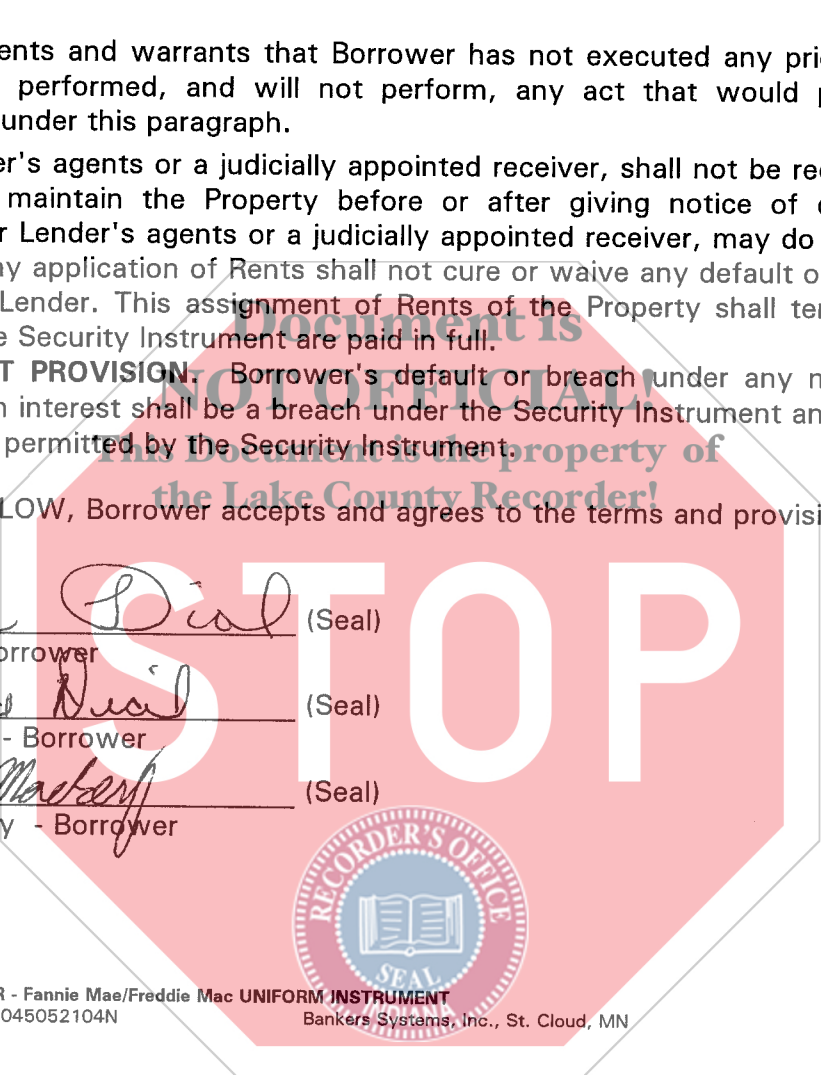 ents and warrants that Borrower has not executed any pri
performed, and will not perform, any act that would p
under this paragraph.
er's agents or a judicially appointed receiver, shall not be re
maintain the Property before or after giving notice of
r Lender's agents or a judicially appointed receiver, may do
ny application of Rents shall not cure or waive any default o
Lender. This assignment of Rents of the Property shall ter
e Security Instrument are paid in full.
Document is
T PROVISION. Borrower's default or breach under any n
NOT OFFICIAL!
n interest shall be a breach under the Security Instrument an
permitted by the Security Instrument.
This Document is the property of
the Lake County Recorder!
LOW, Borrower accepts and agrees to the terms and provisi
STOP
Dial (Seal)
orrower
Dial (Seal)
- Borrower
(Seal)
y - Borrower
RECORDER'S OFFICE
SEAL
INDIANA
R - Fannie Mae/Freddie Mac UNIFORM INSTRUMENT
045052104N Bankers Systems, Inc., St. Cloud, MN